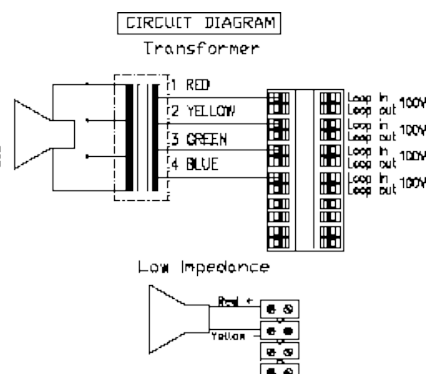 CIRCUIT DIAGRAM
Transformer
1 RED
2 YELLOW
3 GREEN
4 BLUE
Loop in
Loop out 100V
Loop in
Loop out 100V
Loop in
Loop out 100V
Loop in
Loop out 100V
Low Impedance
Red +
Yellow -